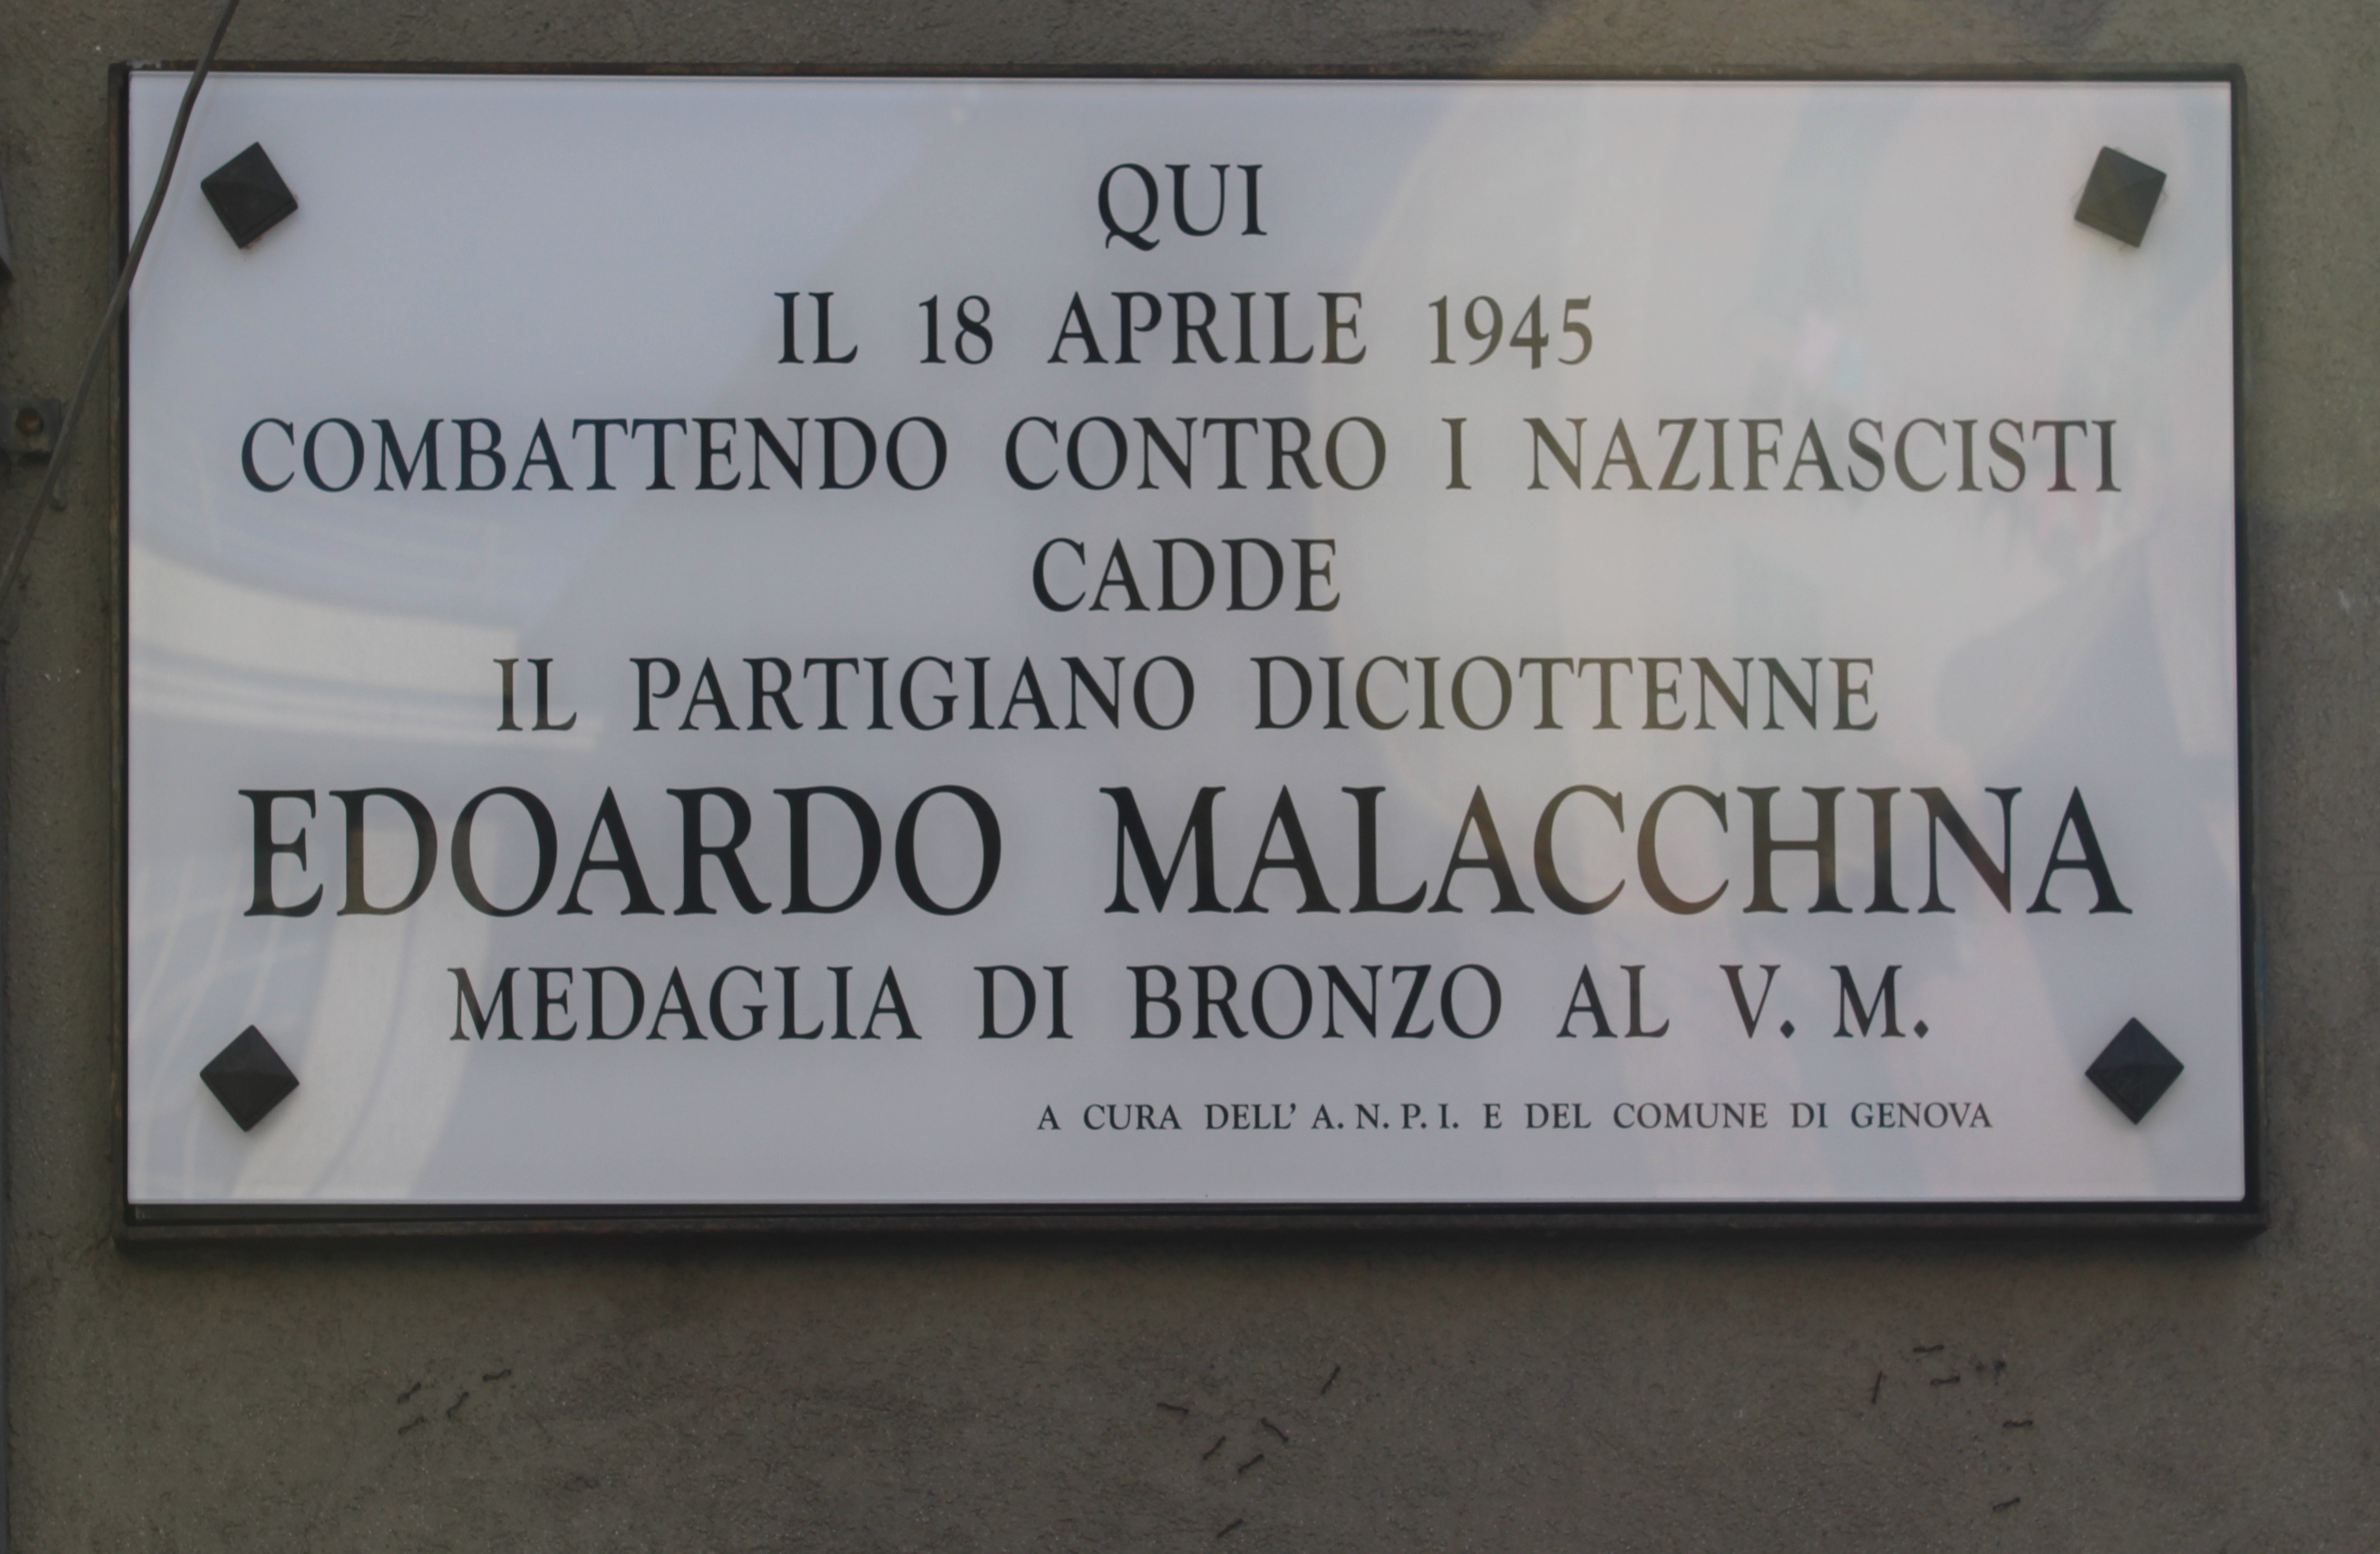 QUI
IL 18 APRILE 1945
COMBATTENDO CONTRO I NAZIFASCISTI
CADDE
IL PARTIGIANO DICIOTTENNE
EDOARDO MALACCHINA
MEDAGLIA DI BRONZO AL V. M.
A CURA DELL' A. N. P. I. E DEL COMUNE DI GENOVA